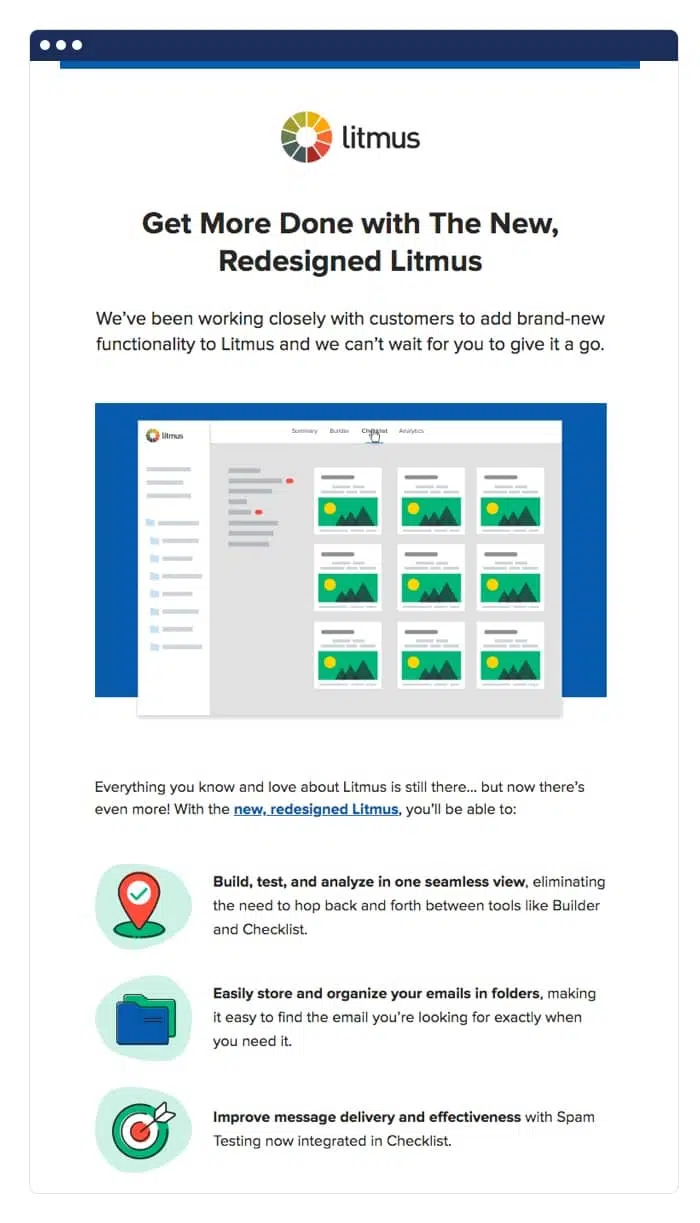 litmus
Get More Done with The New,
Redesigned Litmus
We’ve been working closely with customers to add brand-new
functionality to Litmus and we can’t wait for you to give it a go.
litmus
Summary Builder Checklist Analytics
Everything you know and love about Litmus is still there... but now there’s
even more! With the new, redesigned Litmus, you’ll be able to:
Build, test, and analyze in one seamless view, eliminating
the need to hop back and forth between tools like Builder
and Checklist.
Easily store and organize your emails in folders, making
it easy to find the email you’re looking for exactly when
you need it.
Improve message delivery and effectiveness with Spam
Testing now integrated in Checklist.